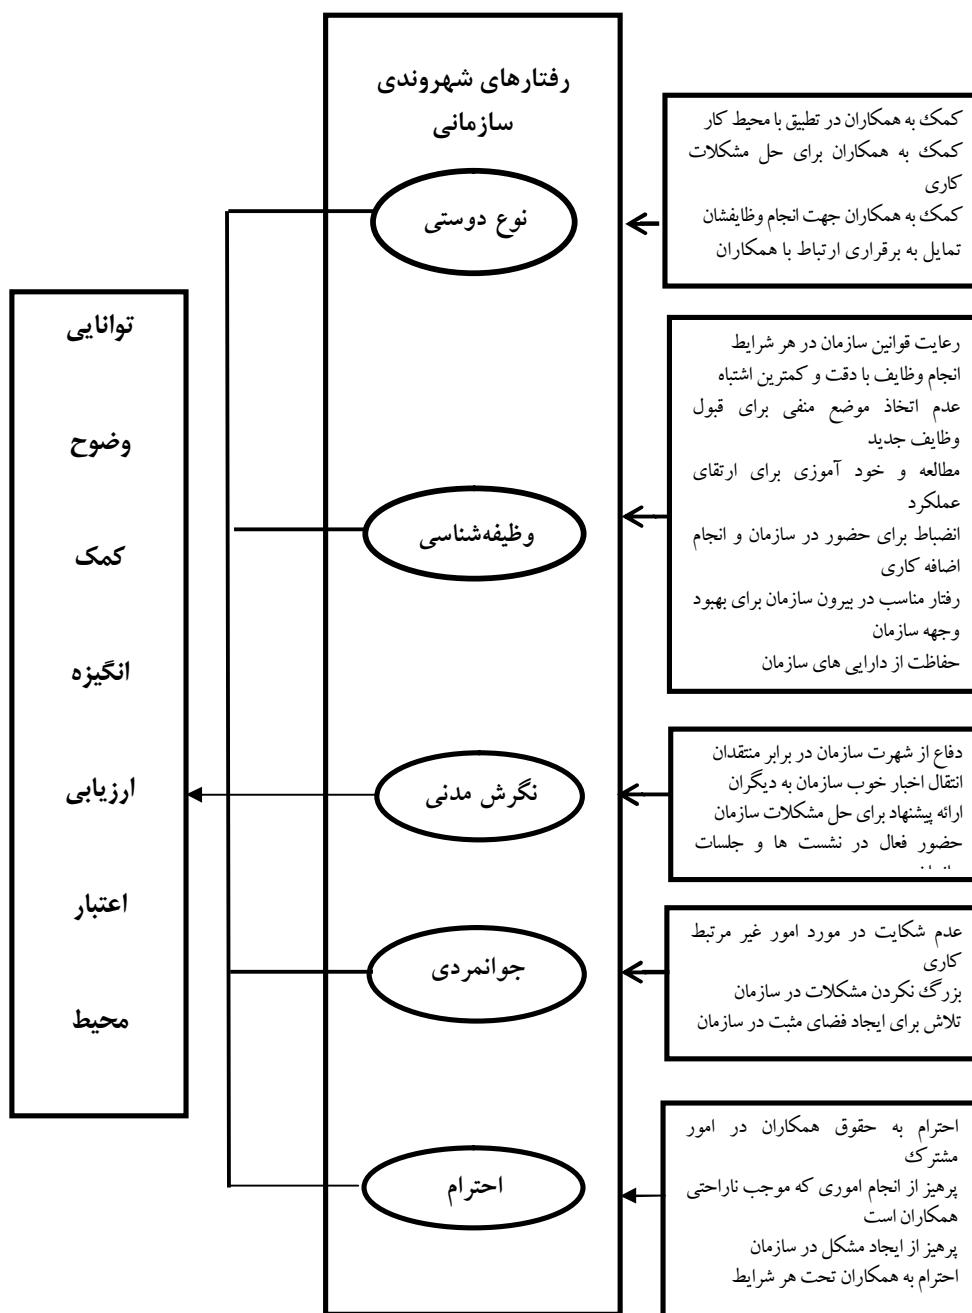 رفتارهای شهروندی
سازمانی
نوع دوستی
وظیفه‌شناسی
نگرش مدنی
جوانمردی
احترام
کمک به همکاران در تطبیق با محیط کار
کمک به همکاران برای حل مشکلات
کاری
کمک به همکاران جهت انجام وظایفشان
تمایل به برقراری ارتباط با همکاران
رعایت قوانین سازمان در هر شرایط
انجام وظایف با دقت و کمترین اشتباه
عدم اتخاذ موضع منفی برای قبول
وظایف جدید
مطالعه و خود آموزی برای ارتقای
عملکرد
انضباط برای حضور در سازمان و انجام
اضافه کاری
رفتار مناسب در بیرون سازمان برای بهبود
وجهه سازمان
حفاظت از دارایی های سازمان
دفاع از شهرت سازمان در برابر منتقدان
انتقال اخبار خوب سازمان به دیگران
ارائه پیشنهاد برای حل مشکلات سازمان
حضور فعال در نشست ها و جلسات
عدم شکایت در مورد امور غیر مرتبط
کاری
بزرگ نکردن مشکلات در سازمان
تلاش برای ایجاد فضای مثبت در سازمان
احترام به حقوق همکاران در امور
مشترک
پرهیز از انجام اموری که موجب ناراحتی
همکاران است
پرهیز از ایجاد مشکل در سازمان
احترام به همکاران تحت هر شرایط
توانایی
وضوح
کمک
انگیزه
ارزیابی
اعتبار
محیط